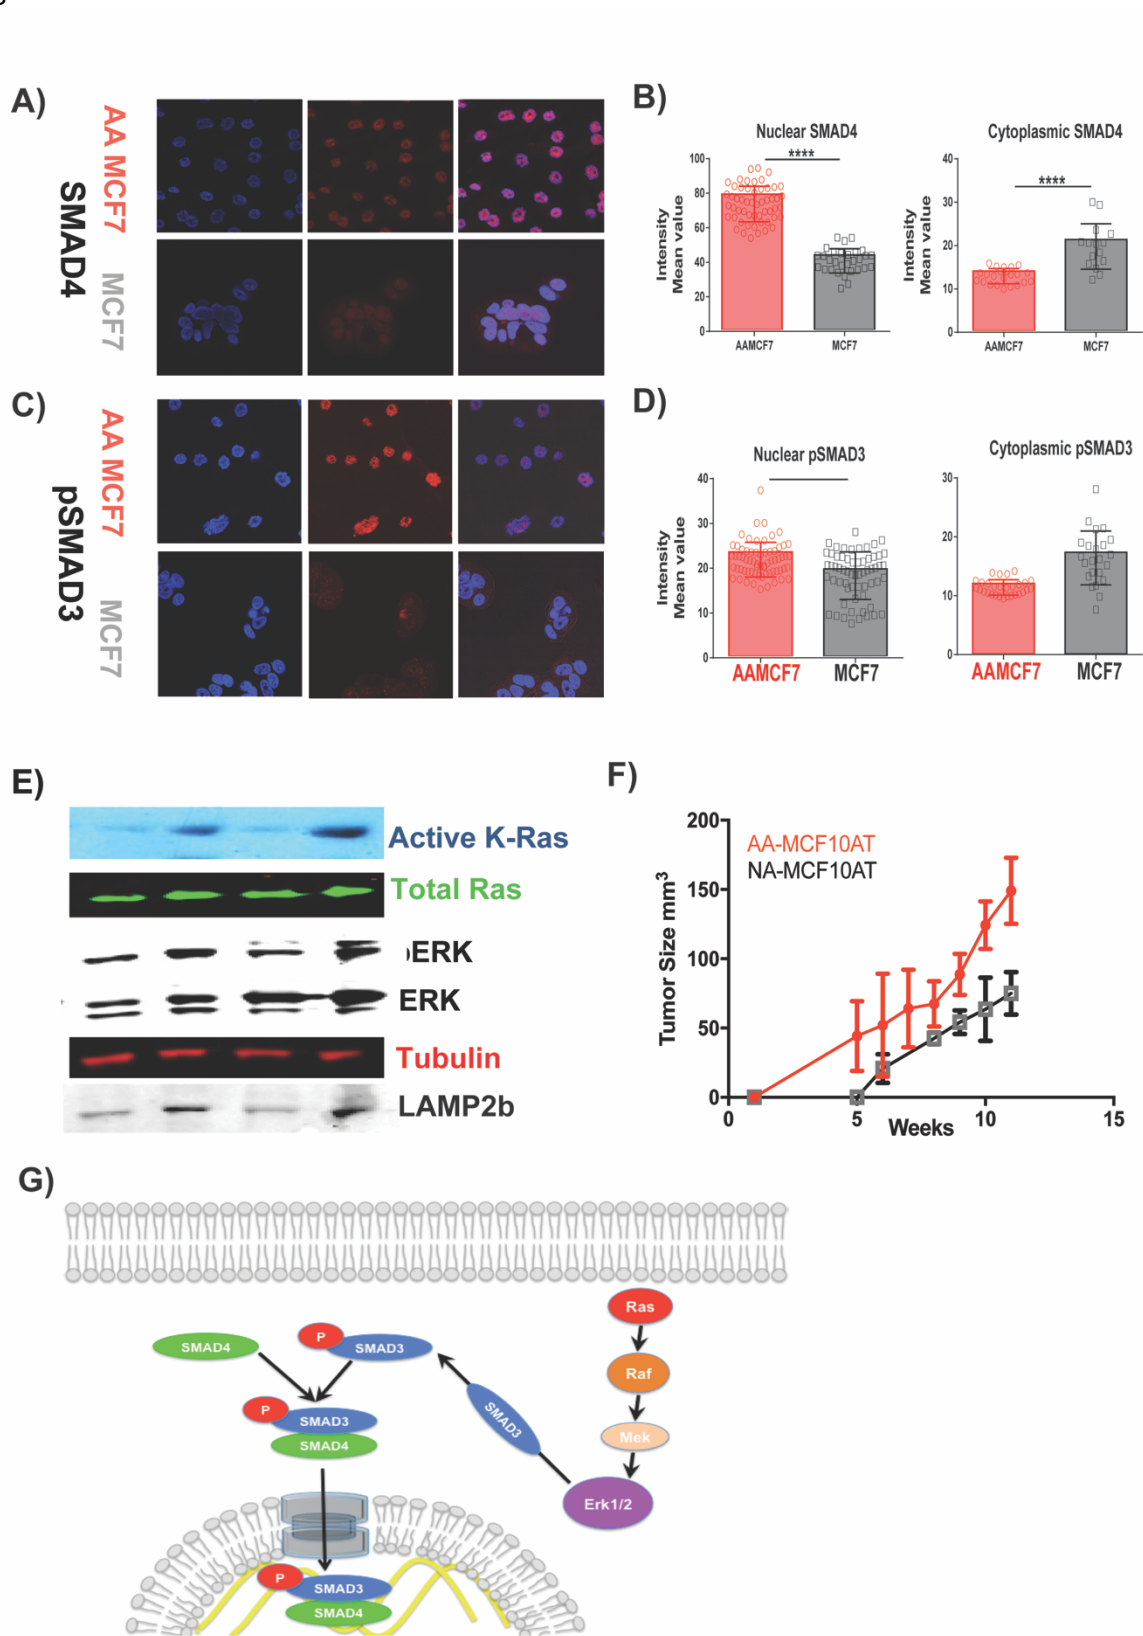 A)
AA MCF7
SMAD4
MCF7
B)
Nuclear SMAD4
****
Intensity
Mean value
100
80
60
40
20
0
AAMCF7
MCF7
Cytoplasmic SMAD4
****
Intensity
Mean value
40
30
20
10
0
AAMCF7
MCF7
C)
AA MCF7
pSMAD3
MCF7
D)
Nuclear pSMAD3
Intensity
Mean value
40
30
20
10
0
AAMCF7
MCF7
Cytoplasmic pSMAD3
30
20
10
0
AAMCF7
MCF7
E)
Active K-Ras
Total Ras
ERK
ERK
Tubulin
LAMP2b
F)
AA-MCF10AT
NA-MCF10AT
Tumor Size mm³
200
150
100
50
0
0
5
10
15
Weeks
G)
Ras
Raf
Mek
Erk1/2
SMAD3
P
SMAD3
SMAD4
P
SMAD3
SMAD4
P
SMAD3
SMAD4